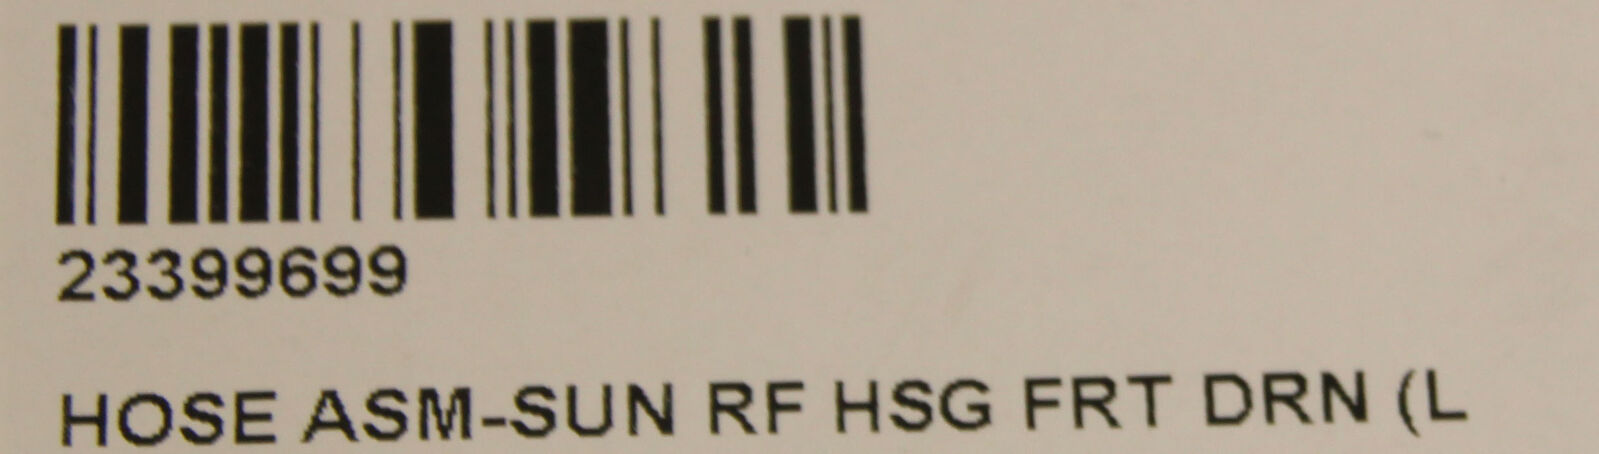 23399699
HOSE ASM-SUN RF HSG FRT DRN (L